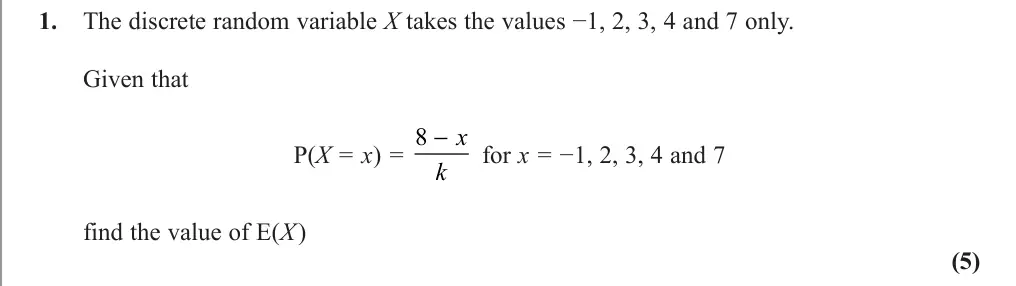 1. The discrete random variable X takes the values −1, 2, 3, 4 and 7 only.
Given that
P(X = x) = (8 − x)/k for x = −1, 2, 3, 4 and 7
find the value of E(X)
(5)